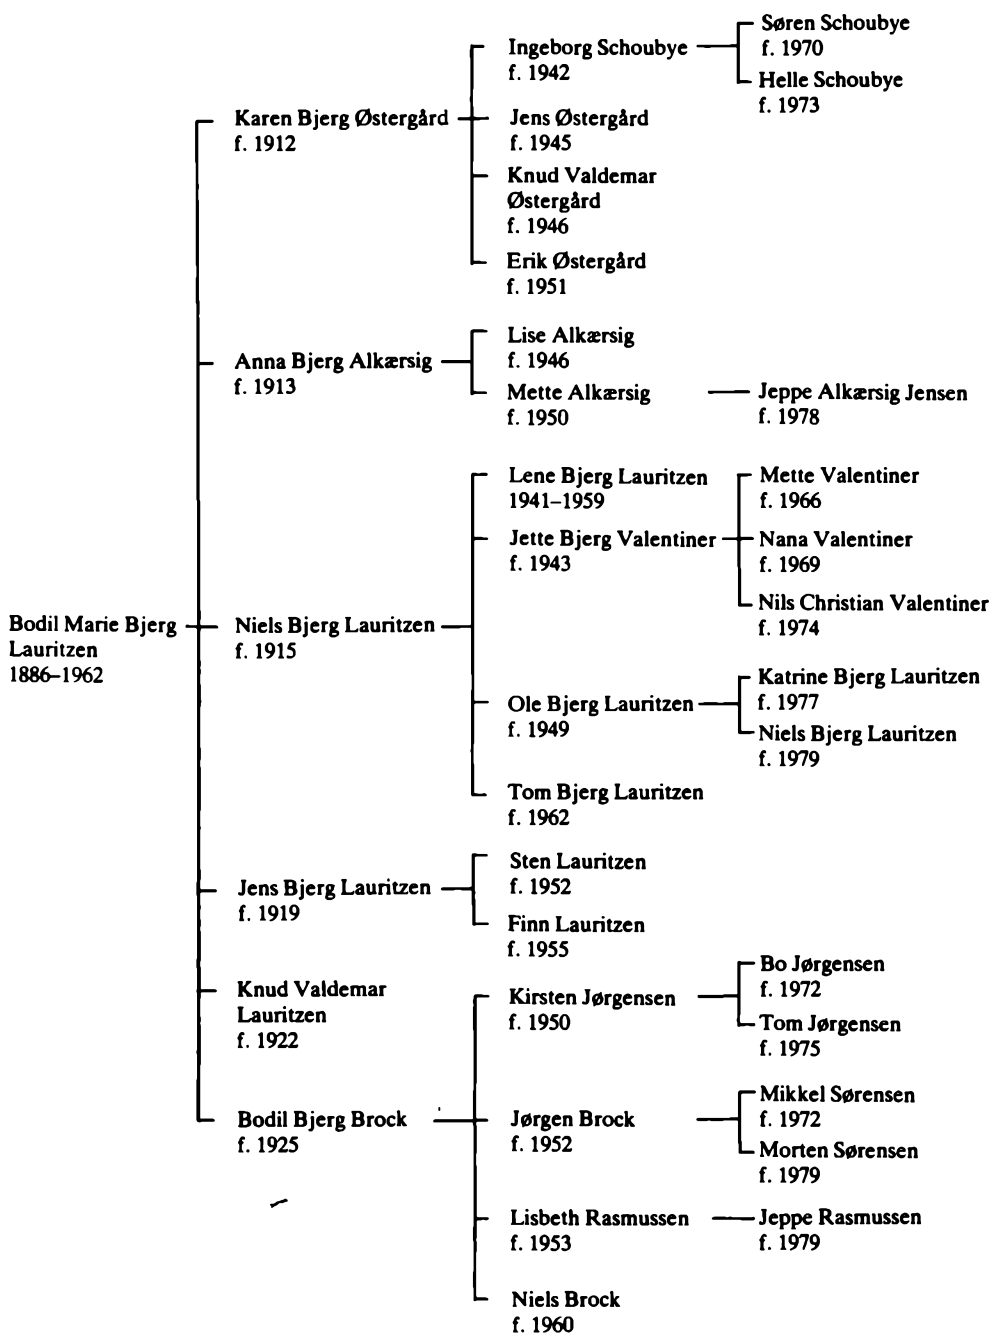 Bodil Marie Bjerg
Lauritzen
1886–1962
Karen Bjerg Østergård
f. 1912
Ingeborg Schoubye
f. 1942
Søren Schoubye
f. 1970
Helle Schoubye
f. 1973
Jens Østergård
f. 1945
Knud Valdemar
Østergård
f. 1946
Erik Østergård
f. 1951
Anna Bjerg Alkærsig
f. 1913
Lise Alkærsig
f. 1946
Mette Alkærsig
f. 1950
Jeppe Alkærsig Jensen
f. 1978
Niels Bjerg Lauritzen
f. 1915
Lene Bjerg Lauritzen
1941–1959
Jette Bjerg Valentiner
f. 1943
Mette Valentiner
f. 1966
Nana Valentiner
f. 1969
Nils Christian Valentiner
f. 1974
Ole Bjerg Lauritzen
f. 1949
Katrine Bjerg Lauritzen
f. 1977
Niels Bjerg Lauritzen
f. 1979
Tom Bjerg Lauritzen
f. 1962
Jens Bjerg Lauritzen
f. 1919
Sten Lauritzen
f. 1952
Finn Lauritzen
f. 1955
Knud Valdemar
Lauritzen
f. 1922
Bodil Bjerg Brock
f. 1925
Kirsten Jørgensen
f. 1950
Bo Jørgensen
f. 1972
Tom Jørgensen
f. 1975
Jørgen Brock
f. 1952
Mikkel Sørensen
f. 1972
Morten Sørensen
f. 1979
Lisbeth Rasmussen
f. 1953
Jeppe Rasmussen
f. 1979
Niels Brock
f. 1960